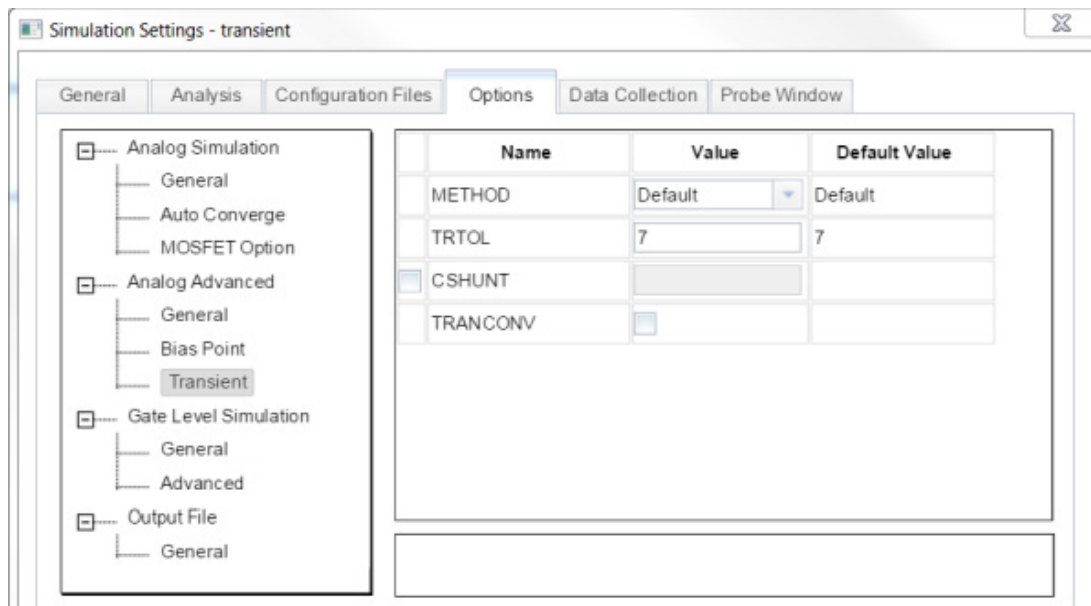 Simulation Settings - transient
General Analysis Configuration Files Options Data Collection Probe Window
Analog Simulation
General
Auto Converge
MOSFET Option
Analog Advanced
General
Bias Point
Transient
Gate Level Simulation
General
Advanced
Output File
General
Name Value Default Value
METHOD Default Default
TRTOL 7 7
CSHUNT
TRANCONV